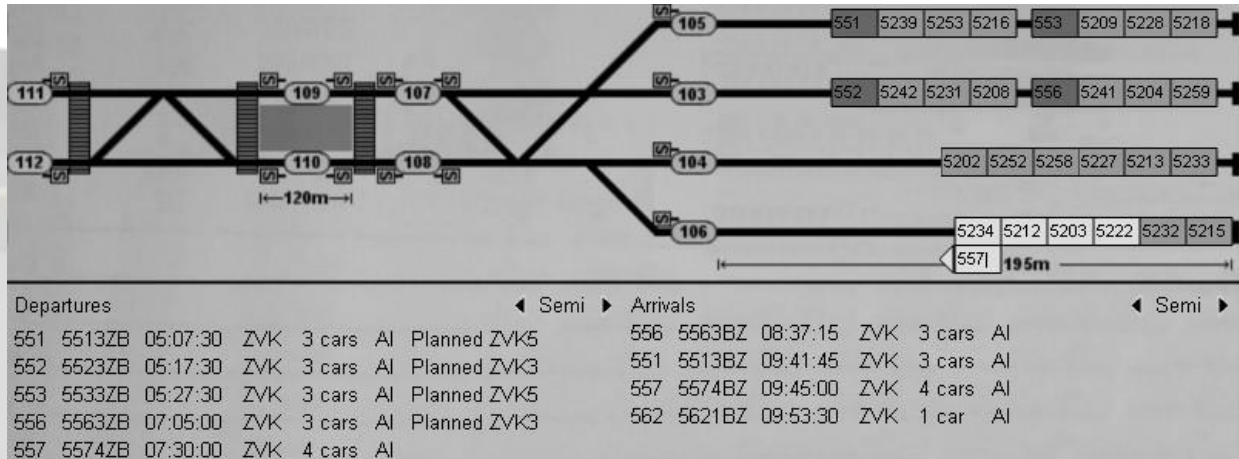 105 551 5239 5253 5216 553 5209 5228 5218
111 109 107 103 552 5242 5231 5208 556 5241 5204 5259
112 110 108 104 5202 5252 5258 5227 5213 5233
120m
106 5234 5212 5203 5222 5232 5215
557 195m
Departures Semi
551 5513ZB 05:07:30 ZVK 3 cars AI Planned ZVK5
552 5523ZB 05:17:30 ZVK 3 cars AI Planned ZVK3
553 5533ZB 05:27:30 ZVK 3 cars AI Planned ZVK5
556 5563ZB 07:05:00 ZVK 3 cars AI Planned ZVK3
557 5574ZB 07:30:00 ZVK 4 cars AI
Arrivals Semi
556 5563BZ 08:37:15 ZVK 3 cars AI
551 5513BZ 09:41:45 ZVK 3 cars AI
557 5574BZ 09:45:00 ZVK 4 cars AI
562 5621BZ 09:53:30 ZVK 1 car AI